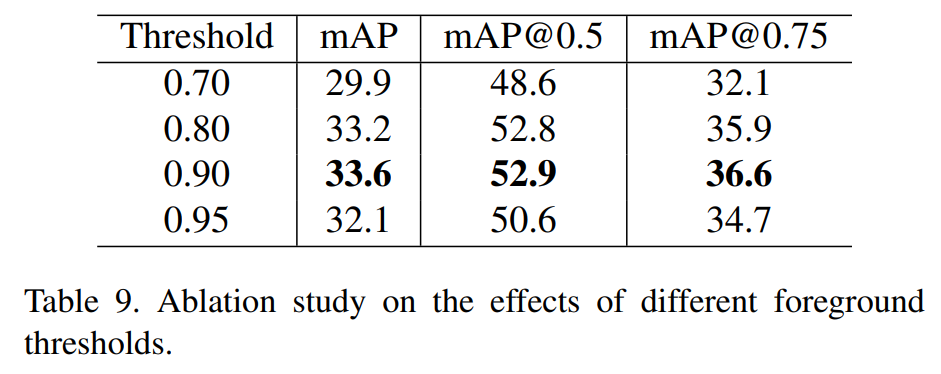 Threshold mAP mAP@0.5 mAP@0.75
0.70 29.9 48.6 32.1
0.80 33.2 52.8 35.9
0.90 33.6 52.9 36.6
0.95 32.1 50.6 34.7
Table 9. Ablation study on the effects of different foreground
thresholds.